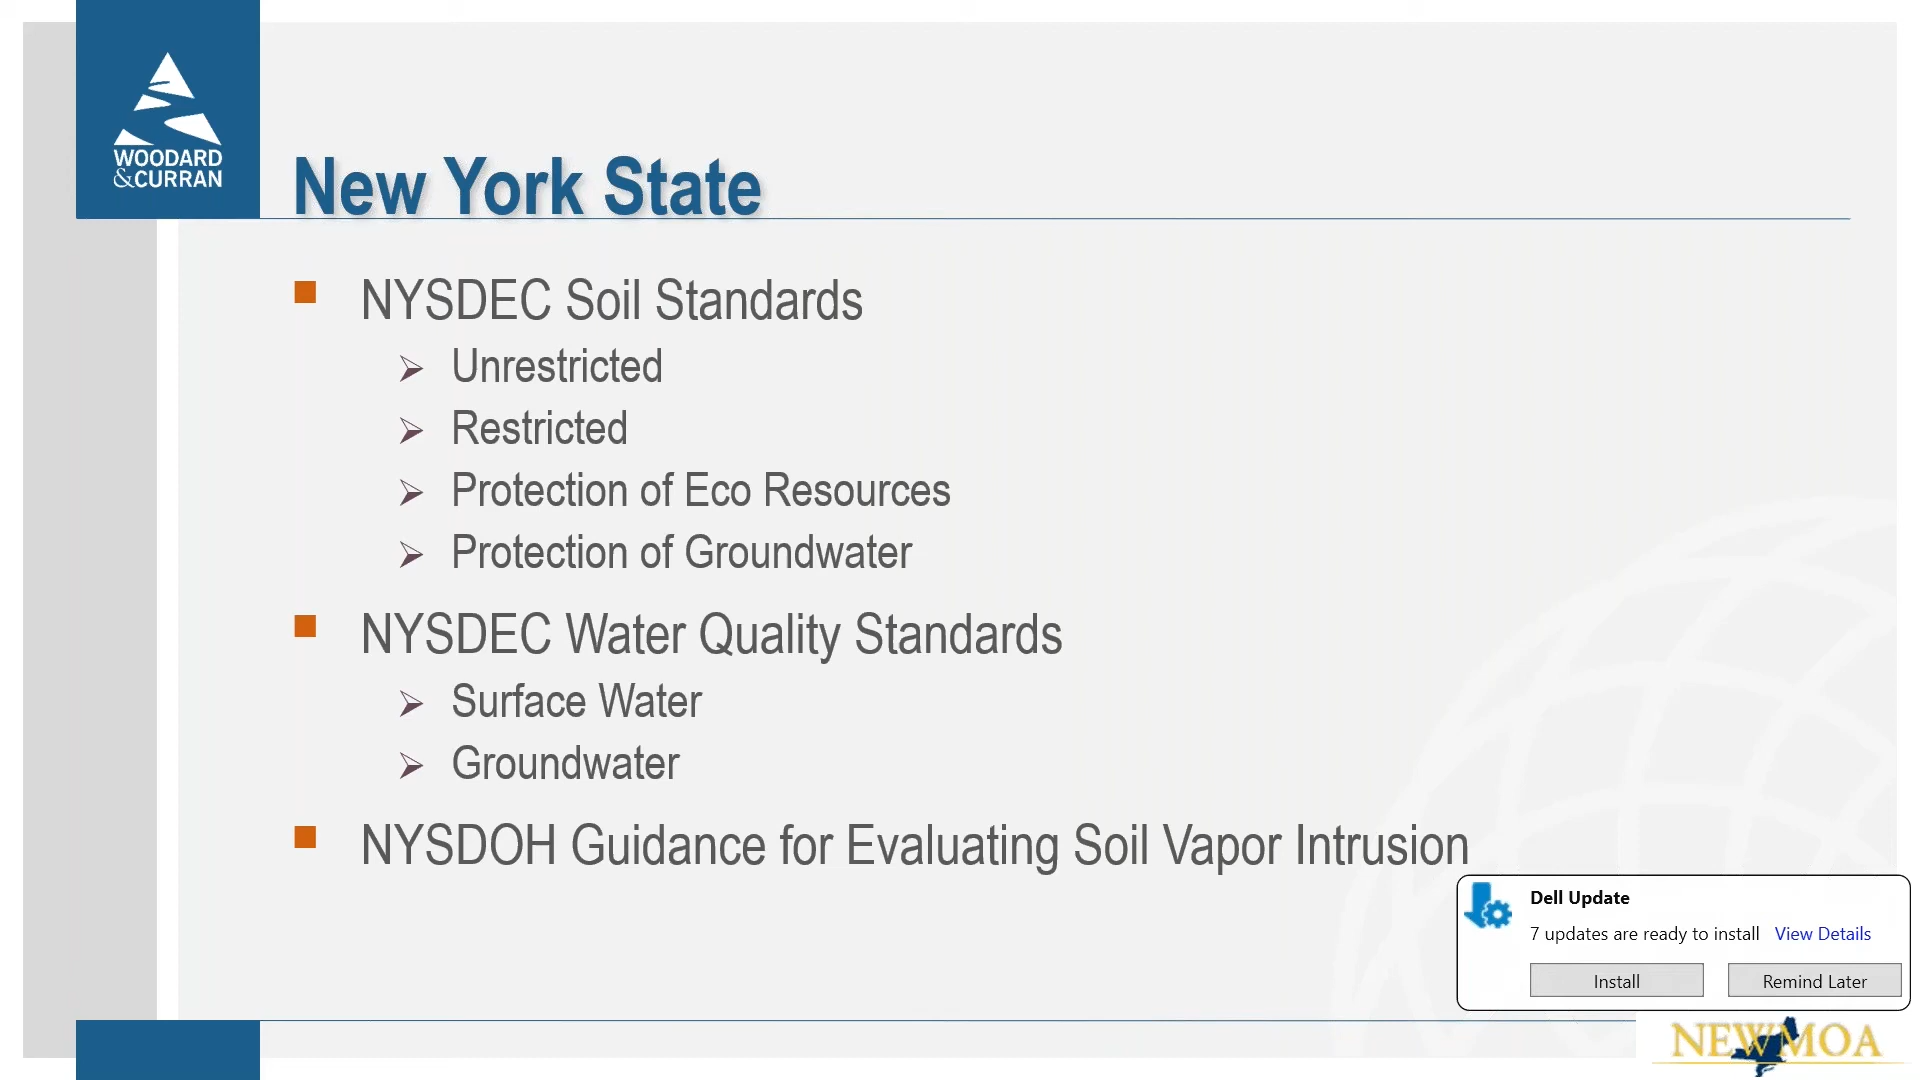 WOODARD
&CURRAN
New York State
NYSDEC Soil Standards
Unrestricted
Restricted
Protection of Eco Resources
Protection of Groundwater
NYSDEC Water Quality Standards
Surface Water
Groundwater
NYSDOH Guidance for Evaluating Soil Vapor Intrusion
Dell Update
7 updates are ready to install View Details
Install Remind Later
NEWMOA